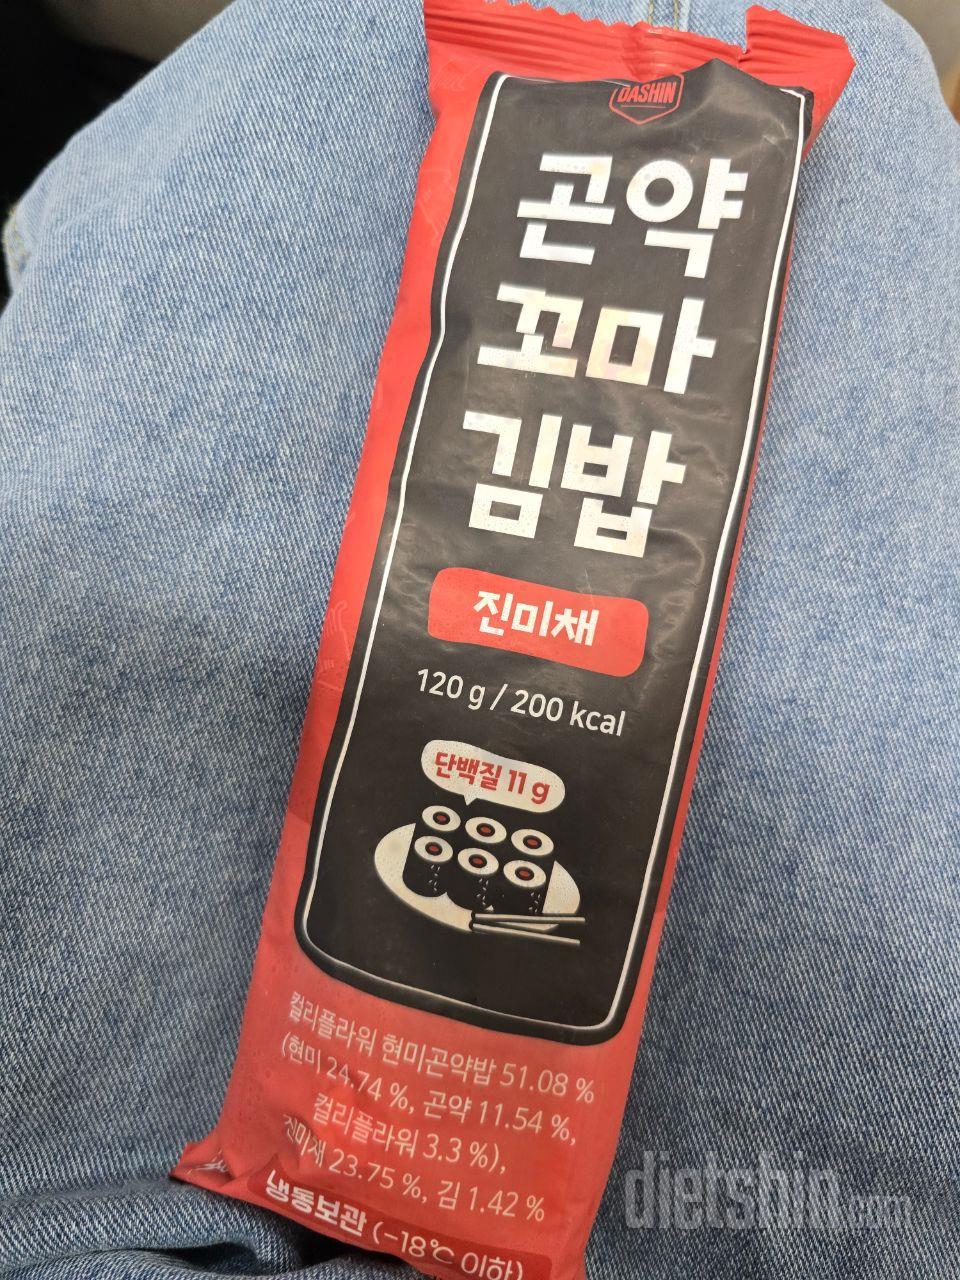 DASHIN
곤약
꼬마
김밥
진미채
120 g / 200 kcal
단백질 11 g
컬리플라워 현미곤약밥 51.08 %
(현미 24.74 %, 곤약 11.54 %,
컬리플라워 3.3 %),
진미채 23.75 %, 김 1.42 %
냉동보관 (-18℃ 이하)
dietshin.com